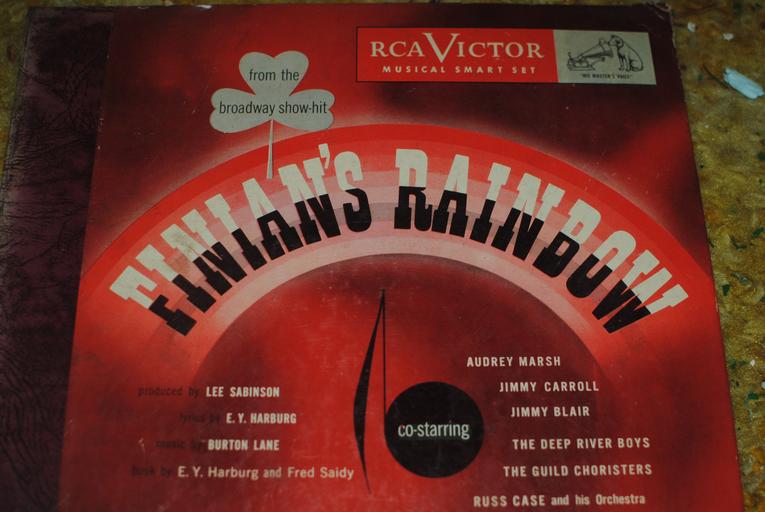 RCA VICTOR
MUSICAL SMART SET
"HIS MASTER'S VOICE"
from the
broadway show-hit
FINIAN'S RAINBOW
produced by LEE SABINSON
lyrics by E. Y. HARBURG
music by BURTON LANE
book by E. Y. Harburg and Fred Saidy
co-starring
AUDREY MARSH
JIMMY CARROLL
JIMMY BLAIR
THE DEEP RIVER BOYS
THE GUILD CHORISTERS
RUSS CASE and his Orchestra